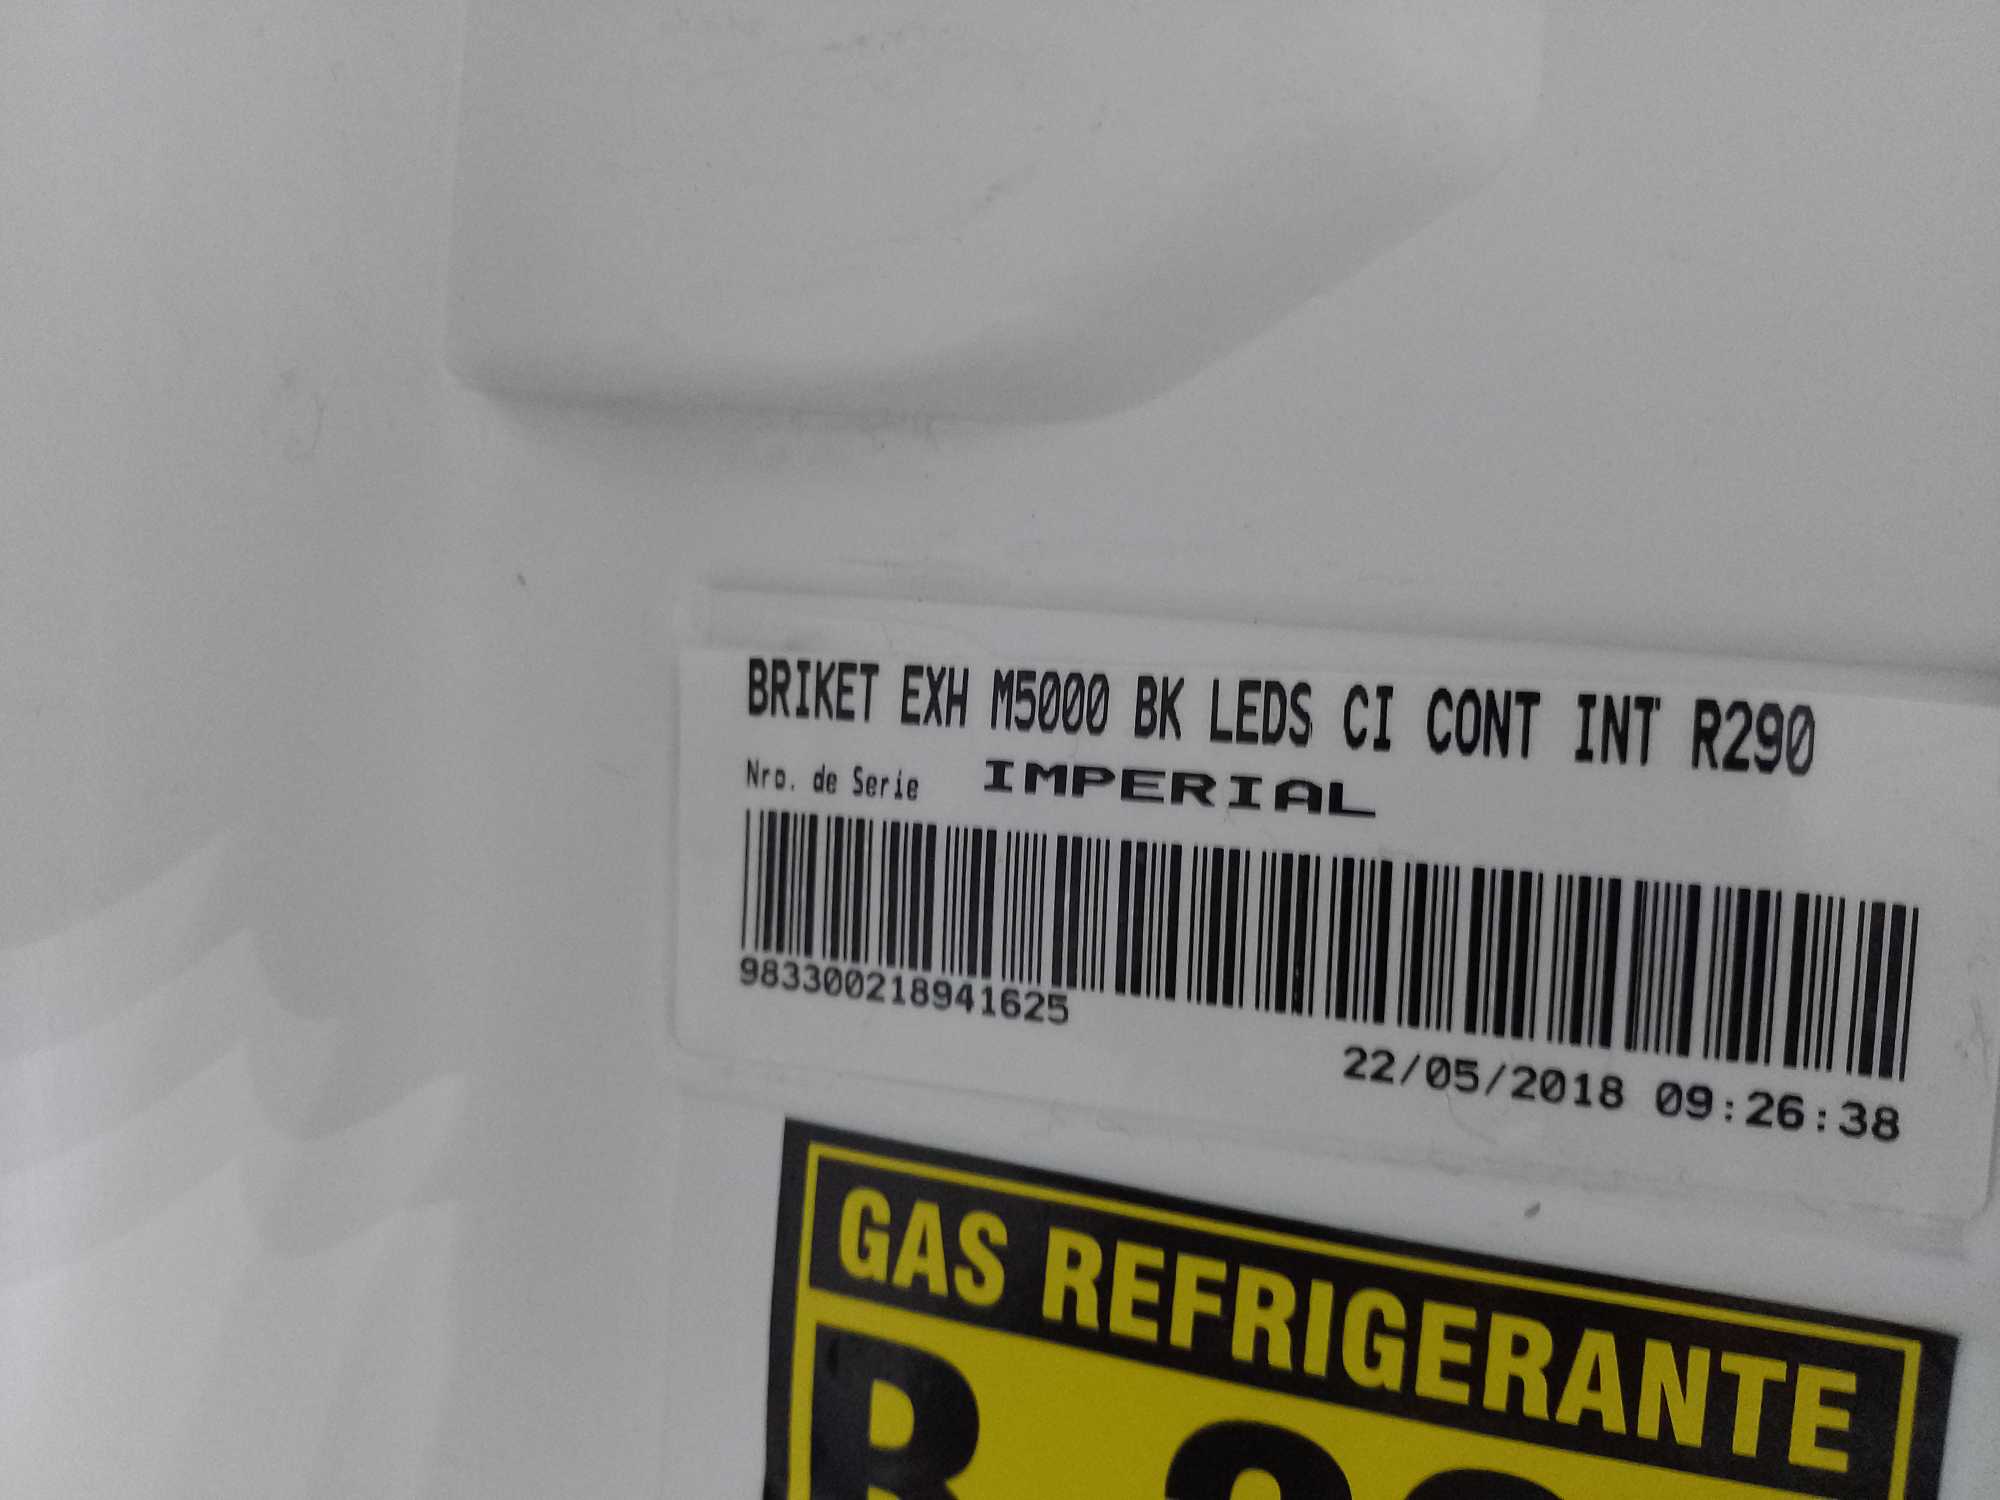 BRIKET EXH M5000 BK LEDS CI CONT INT R290
Nro. de Serie IMPERIAL
983300218941625
22/05/2018 09:26:38
GAS REFRIGERANTE